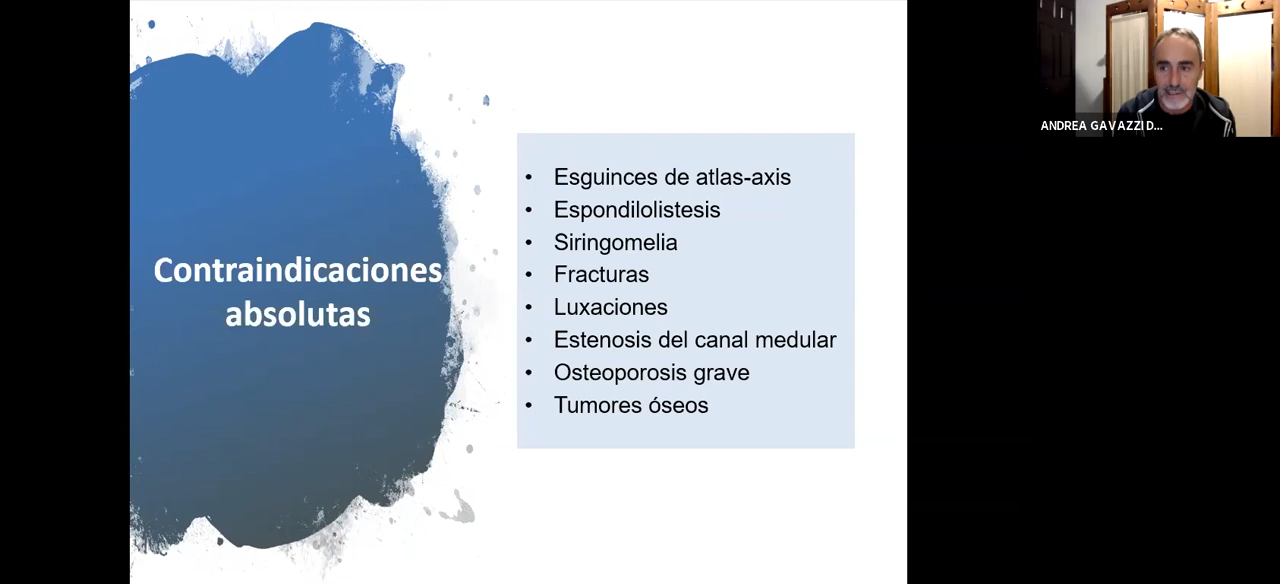 Contraindicaciones
absolutas
• Esguinces de atlas-axis
• Espondilolistesis
• Siringomelia
• Fracturas
• Luxaciones
• Estenosis del canal medular
• Osteoporosis grave
• Tumores óseos
ANDREA GAVAZZI D...